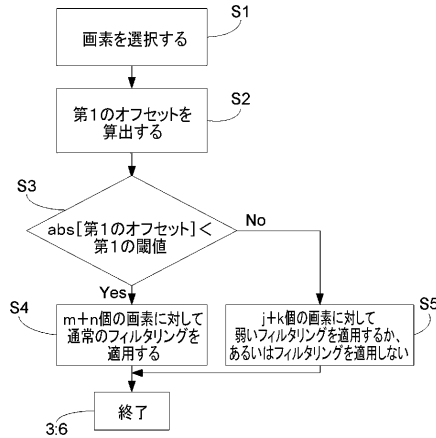 S1
画素を選択する
S2
第1のオフセットを
算出する
S3
abs[第1のオフセット]<
第1の閾値
No
Yes
S4
m+n個の画素に対して
通常のフィルタリングを
適用する
S5
j+k個の画素に対して
弱いフィルタリングを適用するか、
あるいはフィルタリングを適用しない
3:6
終了